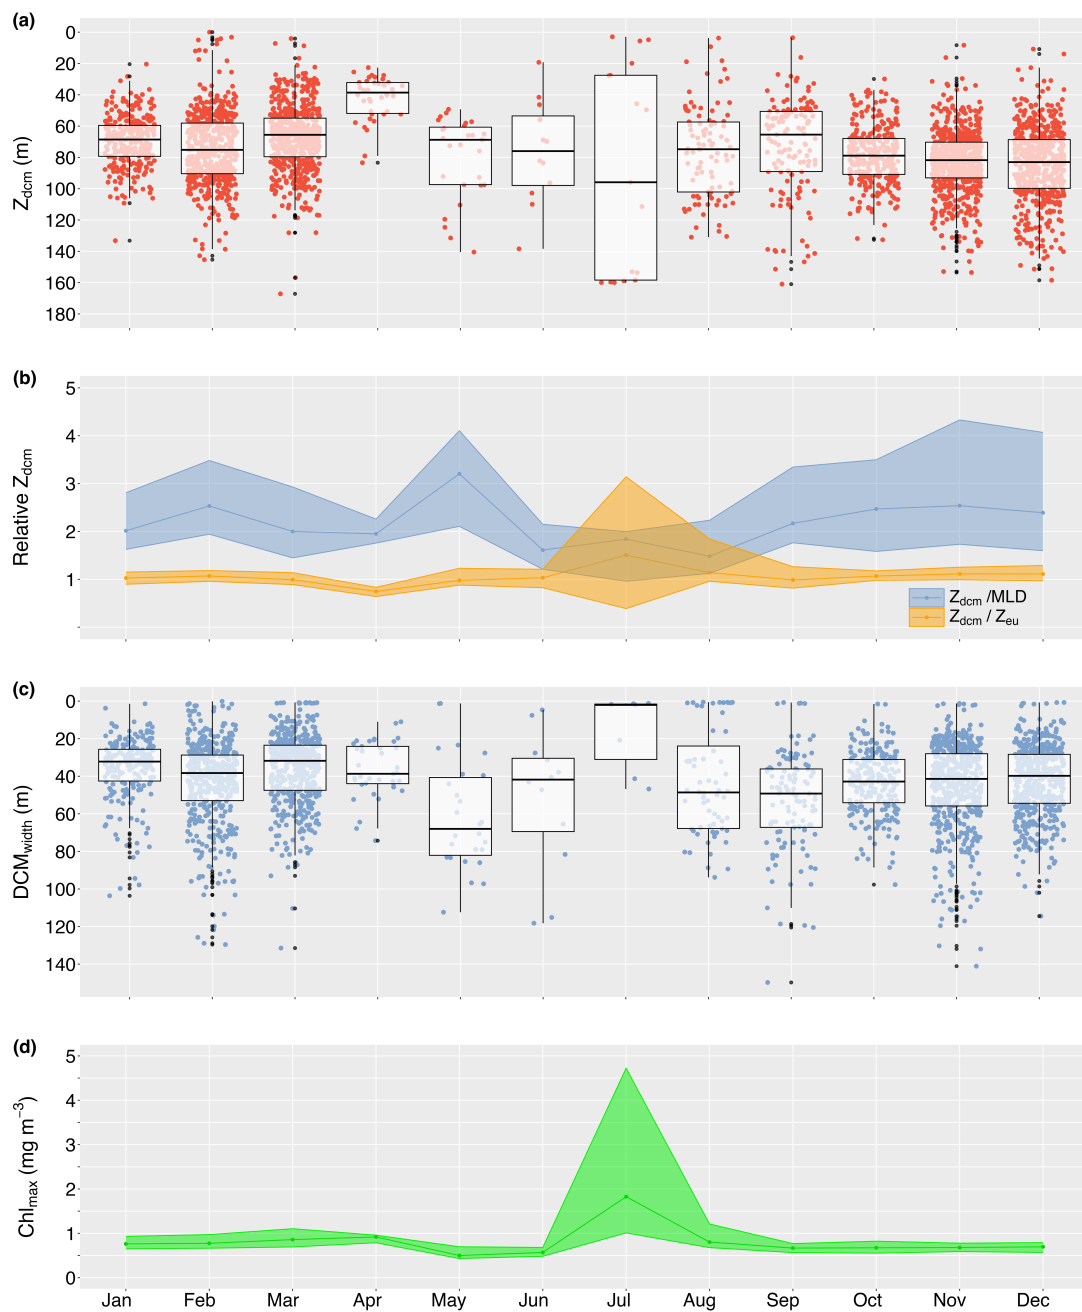 (a)
0
20
40
60
80
100
120
140
160
180
Zdcm (m)
(b)
5
4
3
2
1
Relative Zdcm
Zdcm /MLD
Zdcm / Zeu
(c)
0
20
40
60
80
100
120
140
DCMwidth (m)
(d)
5
4
3
2
1
0
Chlmax (mg m−3)
Jan Feb Mar Apr May Jun Jul Aug Sep Oct Nov Dec